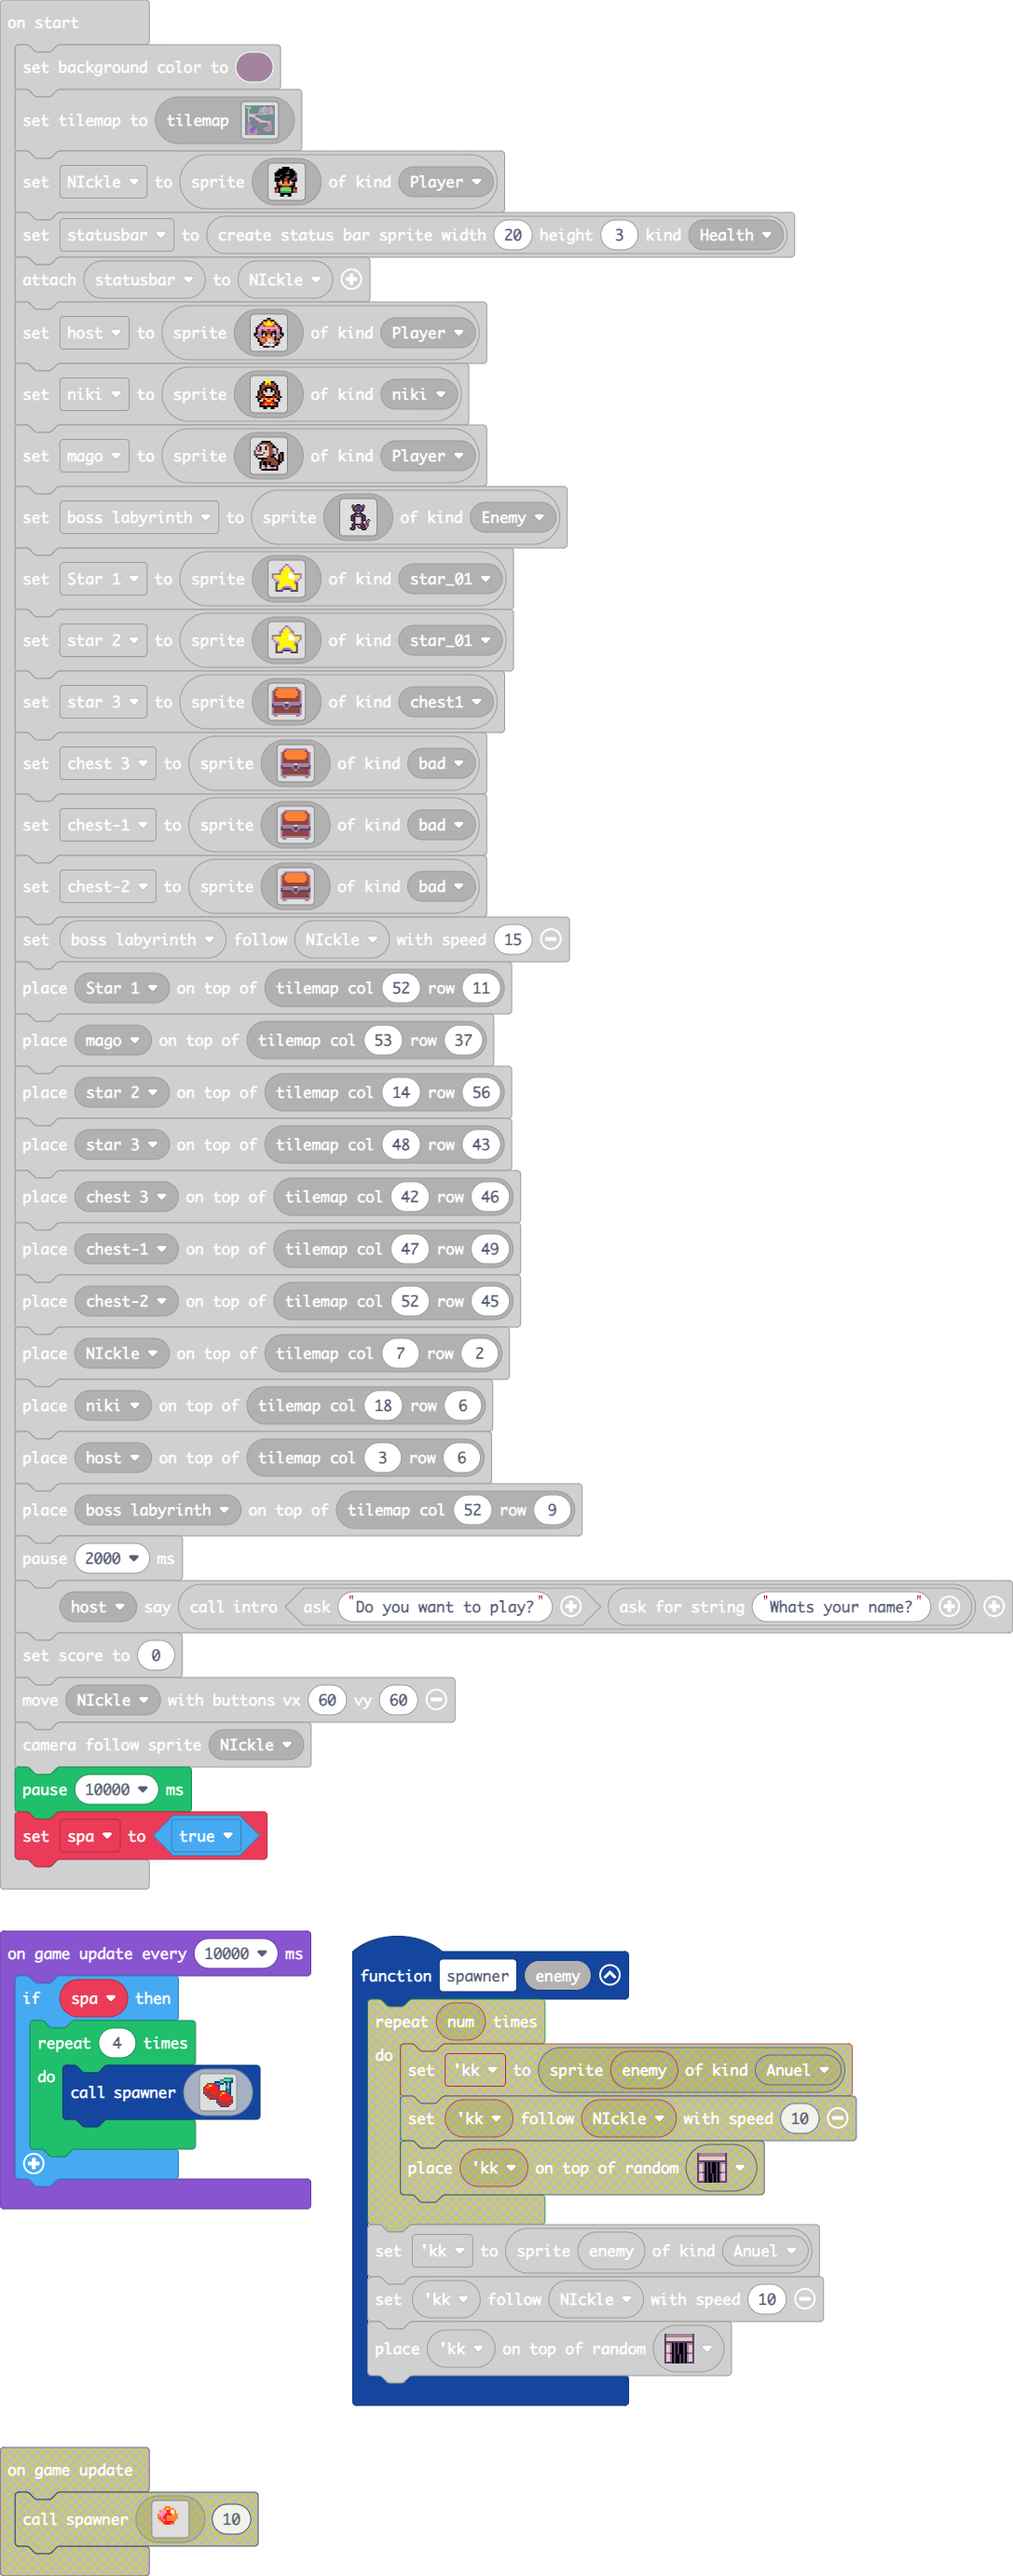 on start
set background color to
set tilemap to tilemap
set NIckle to sprite of kind Player
set statusbar to create status bar sprite width 20 height 3 kind Health
attach statusbar to NIckle
set host to sprite of kind Player
set niki to sprite of kind niki
set mago to sprite of kind Player
set boss labyrinth to sprite of kind Enemy
set Star 1 to sprite of kind star_01
set star 2 to sprite of kind star_01
set star 3 to sprite of kind chest1
set chest 3 to sprite of kind bad
set chest-1 to sprite of kind bad
set chest-2 to sprite of kind bad
set boss labyrinth follow NIckle with speed 15
place Star 1 on top of tilemap col 52 row 11
place mago on top of tilemap col 53 row 37
place star 2 on top of tilemap col 14 row 56
place star 3 on top of tilemap col 48 row 43
place chest 3 on top of tilemap col 42 row 46
place chest-1 on top of tilemap col 47 row 49
place chest-2 on top of tilemap col 52 row 45
place NIckle on top of tilemap col 7 row 2
place niki on top of tilemap col 18 row 6
place host on top of tilemap col 3 row 6
place boss labyrinth on top of tilemap col 52 row 9
pause 2000 ms
host say call intro ask "Do you want to play?" ask for string "Whats your name?"
set score to 0
move NIckle with buttons vx 60 vy 60
camera follow sprite NIckle
pause 10000 ms
set spa to true
on game update every 10000 ms
if spa then
repeat 4 times
do call spawner
function spawner enemy
repeat num times
do set 'kk to sprite enemy of kind Anuel
set 'kk follow NIckle with speed 10
place 'kk on top of random
set 'kk to sprite enemy of kind Anuel
set 'kk follow NIckle with speed 10
place 'kk on top of random
on game update
call spawner 10